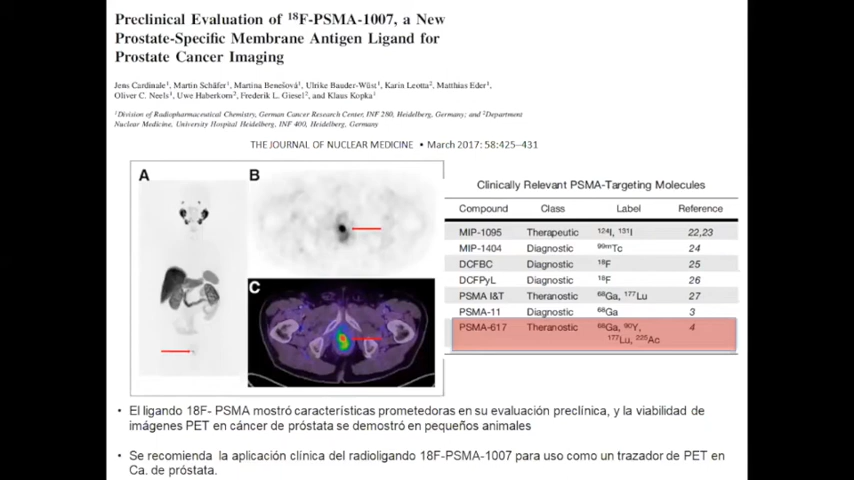 Preclinical Evaluation of ¹⁸F-PSMA-1007, a New
Prostate-Specific Membrane Antigen Ligand for
Prostate Cancer Imaging
Jens Cardinale¹, Martin Schäfer¹, Martina Benešová¹, Ulrike Bauder-Wüst¹, Karin Leotta², Matthias Eder¹,
Oliver C. Neels¹, Uwe Haberkorn², Frederik L. Giesel², and Klaus Kopka¹
¹Division of Radiopharmaceutical Chemistry, German Cancer Research Center, INF 280, Heidelberg, Germany; and ²Department
Nuclear Medicine, University Hospital Heidelberg, INF 400, Heidelberg, Germany
THE JOURNAL OF NUCLEAR MEDICINE • March 2017: 58:425–431
A
B
C
Clinically Relevant PSMA-Targeting Molecules
Compound Class Label Reference
MIP-1095 Therapeutic ¹²⁴I, ¹³¹I 22,23
MIP-1404 Diagnostic ⁹⁹ᵐTc 24
DCFBC Diagnostic ¹⁸F 25
DCFPyL Diagnostic ¹⁸F 26
PSMA I&T Theranostic ⁶⁸Ga, ¹⁷⁷Lu 27
PSMA-11 Diagnostic ⁶⁸Ga 3
PSMA-617 Theranostic ⁶⁸Ga, ⁹⁰Y, 4
¹⁷⁷Lu, ²²⁵Ac
• El ligando 18F- PSMA mostró características prometedoras en su evaluación preclínica, y la viabilidad de
imágenes PET en cáncer de próstata se demostró en pequeños animales
• Se recomienda la aplicación clínica del radioligando 18F-PSMA-1007 para uso como un trazador de PET en
Ca. de próstata.